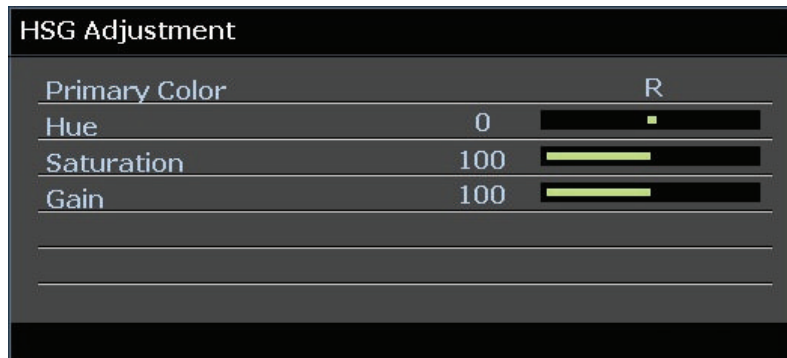 HSG Adjustment
Primary Color R
Hue 0
Saturation 100
Gain 100